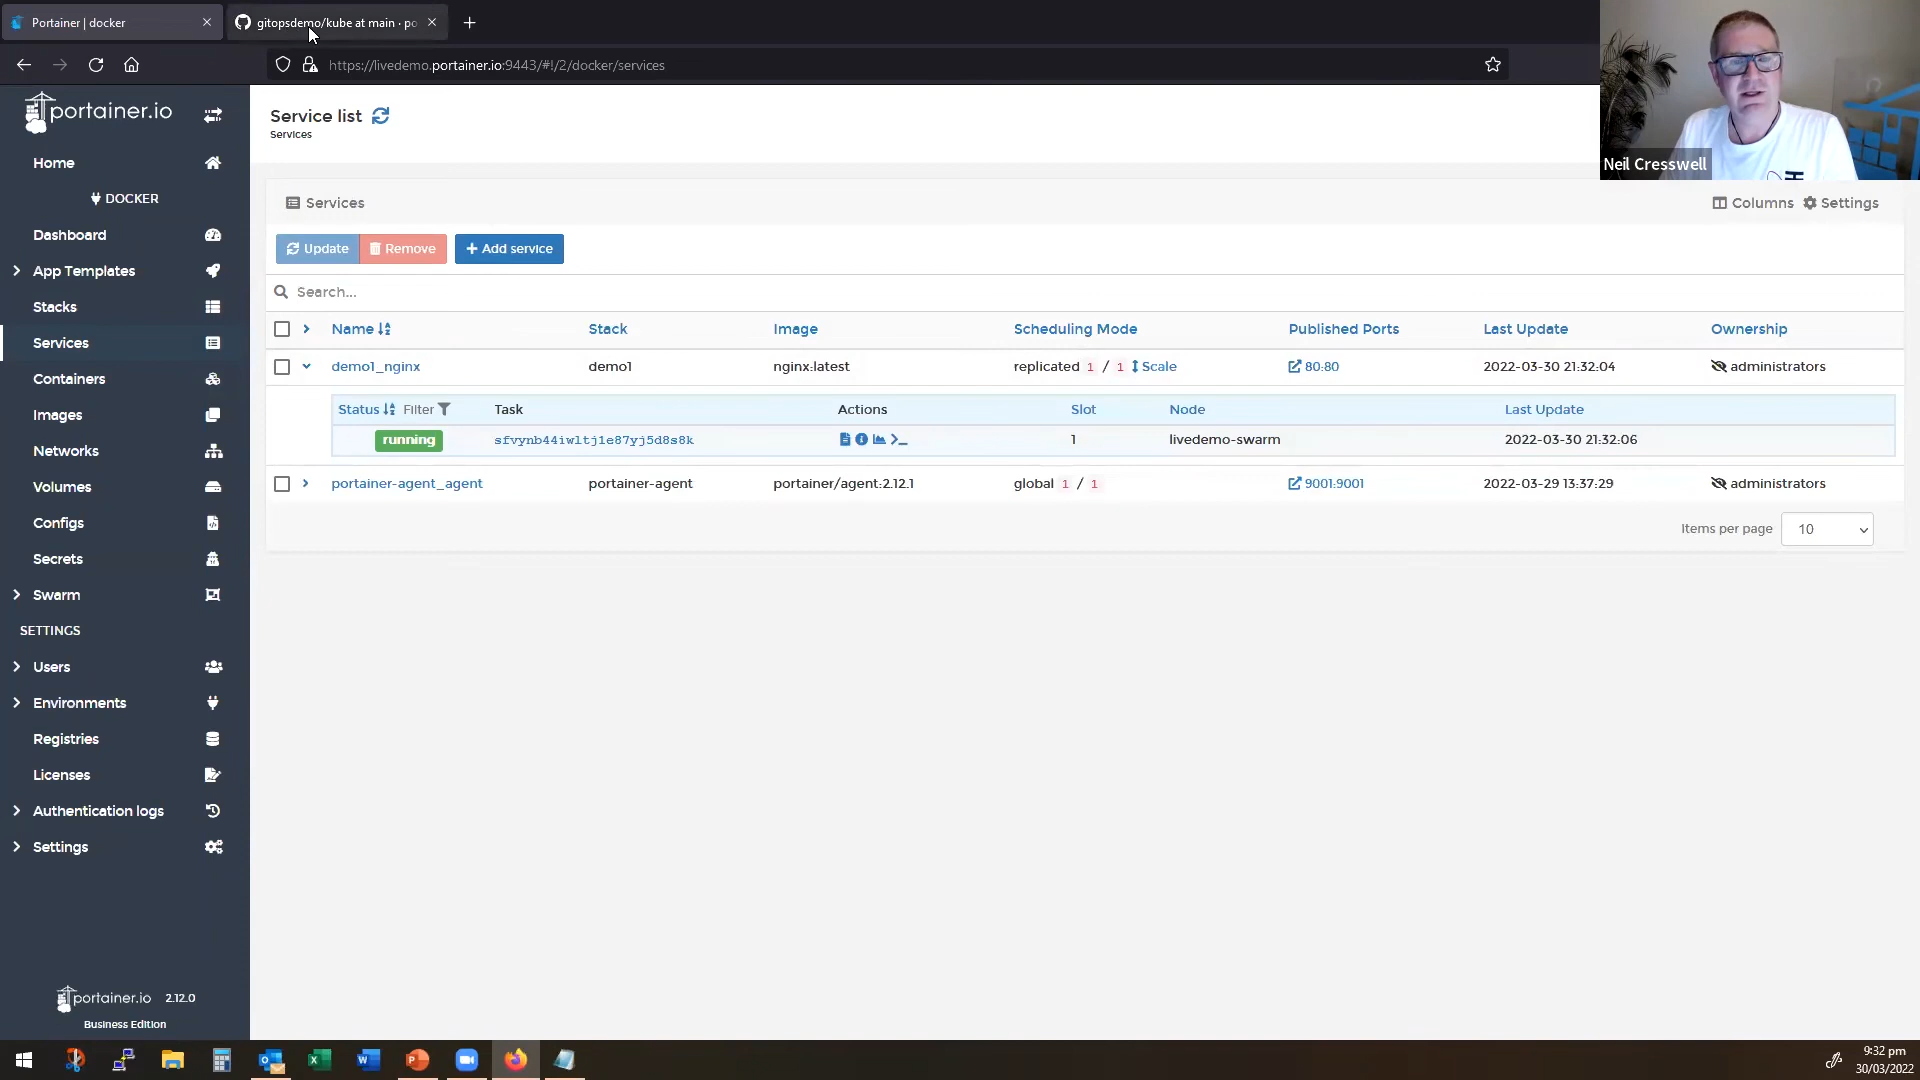 Portainer | docker
gitopsdemo/kube at main · po
https://livedemo.portainer.io:9443/#!/2/docker/services
portainer.io
Home
DOCKER
Dashboard
App Templates
Stacks
Services
Containers
Images
Networks
Volumes
Configs
Secrets
Swarm
SETTINGS
Users
Environments
Registries
Licenses
Authentication logs
Settings
portainer.io 2.12.0
Business Edition
Service list
Services
Neil Cresswell
Services
Columns Settings
Update Remove Add service
Search...
Name Stack Image Scheduling Mode Published Ports Last Update Ownership
demo1_nginx demo1 nginx:latest replicated 1 / 1 Scale 80:80 2022-03-30 21:32:04 administrators
Status Filter Task Actions Slot Node Last Update
running sfvynb44iwltj1e87yj5d8s8k 1 livedemo-swarm 2022-03-30 21:32:06
portainer-agent_agent portainer-agent portainer/agent:2.12.1 global 1 / 1 9001:9001 2022-03-29 13:37:29 administrators
Items per page 10
9:32 pm
30/03/2022